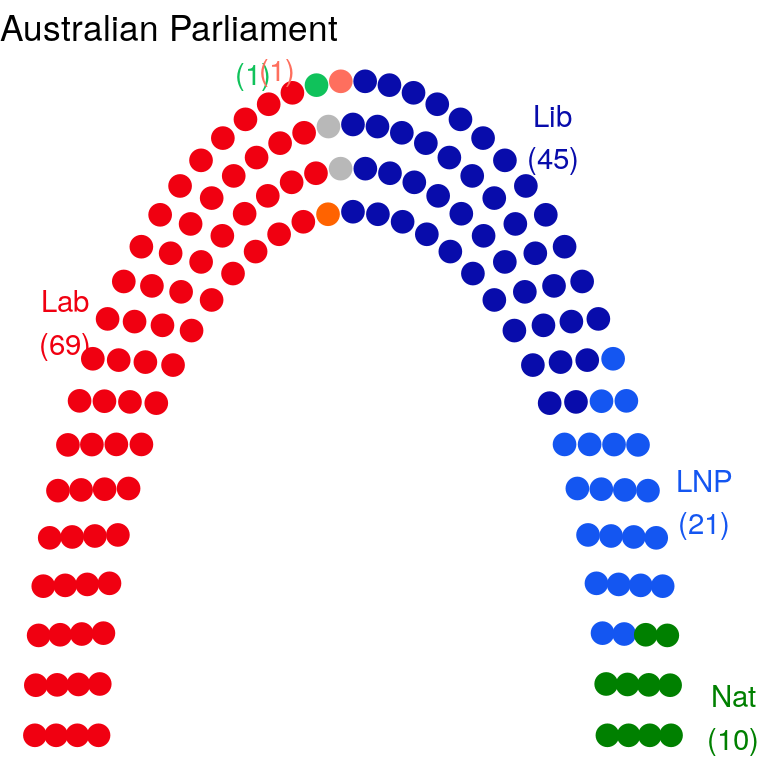 Australian Parliament
(1)
(1)
Lib
(45)
Lab
(69)
LNP
(21)
Nat
(10)